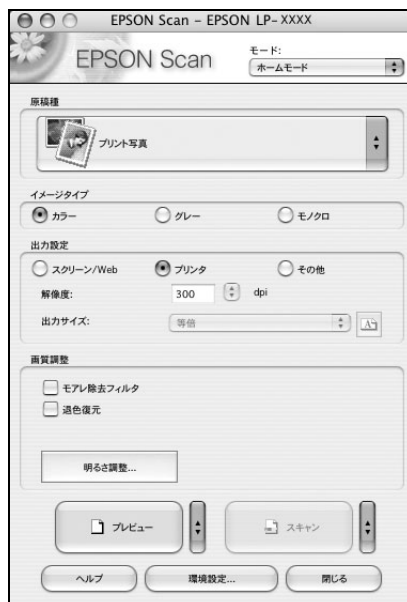 EPSON Scan - EPSON LP-XXXX
EPSON Scan
モード:
ホームモード
原稿種
プリント写真
イメージタイプ
カラー グレー モノクロ
出力設定
スクリーン/Web プリンタ その他
解像度: 300 dpi
出力サイズ: 等倍
画質調整
モアレ除去フィルタ
退色復元
明るさ調整...
プレビュー スキャン
ヘルプ 環境設定... 閉じる